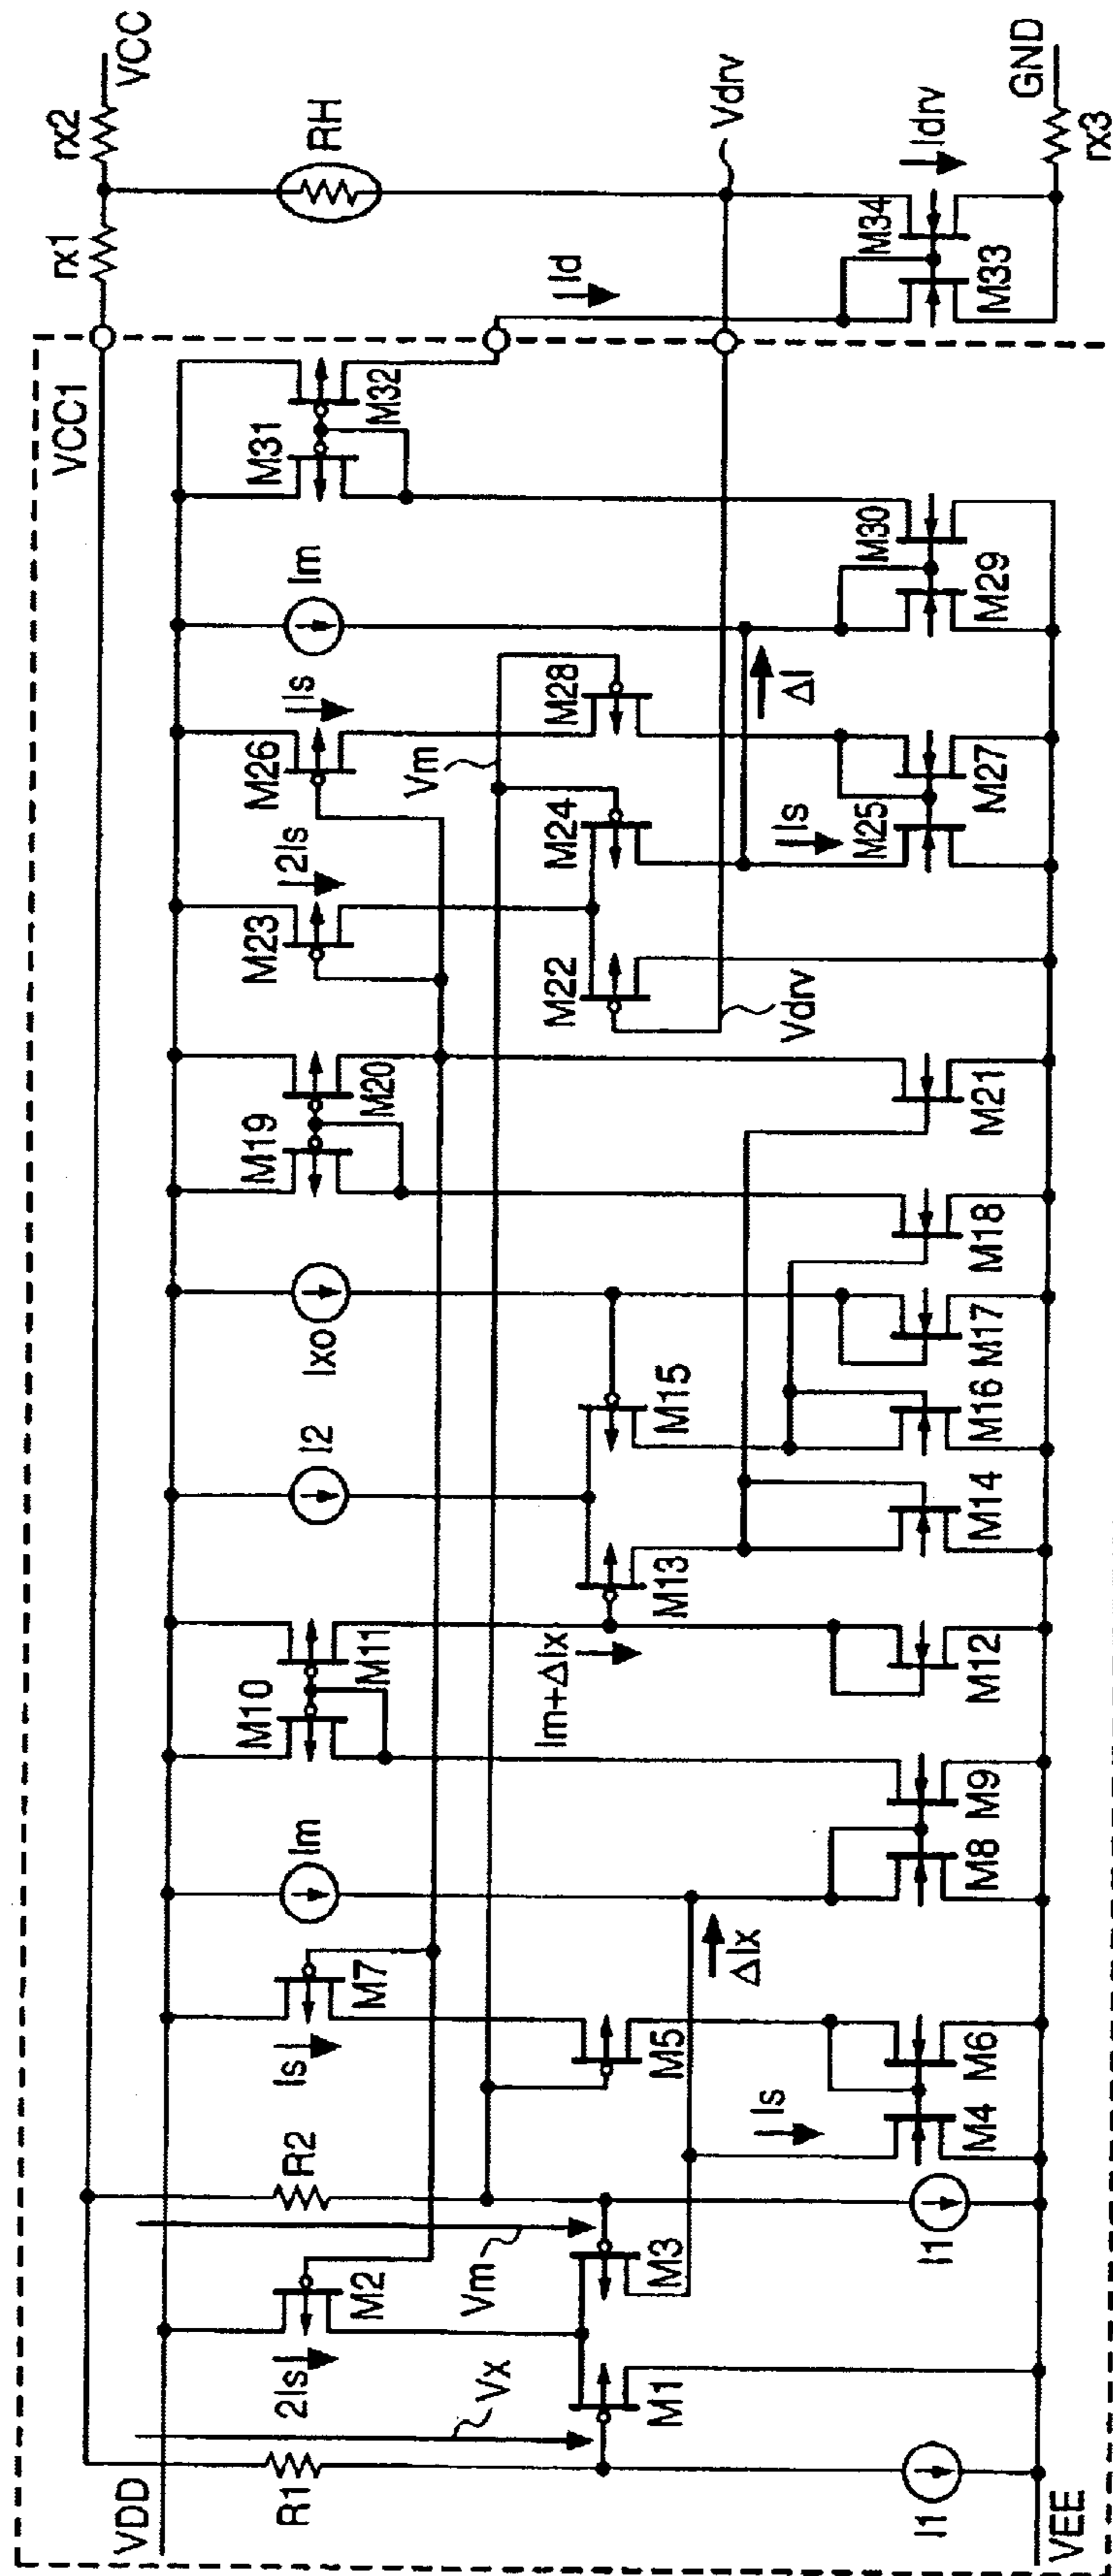 VCC1
rx1
rx2
VCC
VDD
R1
Vx
2Is
M2
Vm
R2
Is
M7
Im
M10
M11
I2
Ixo
M19
M20
M23
2Is
M26
Is
Im
M31
M32
Id
RH
Vm
M1
M3
M5
Im+ΔIx
M13
M15
M22
M24
M28
Vdrv
Vdrv
ΔIx
ΔI
I1
I1
Is
M4
M6
M8
M9
M12
M14
M16
M17
M18
M21
Is
M25
M27
M29
M30
M33
M34
Idrv
VEE
GND
rx3